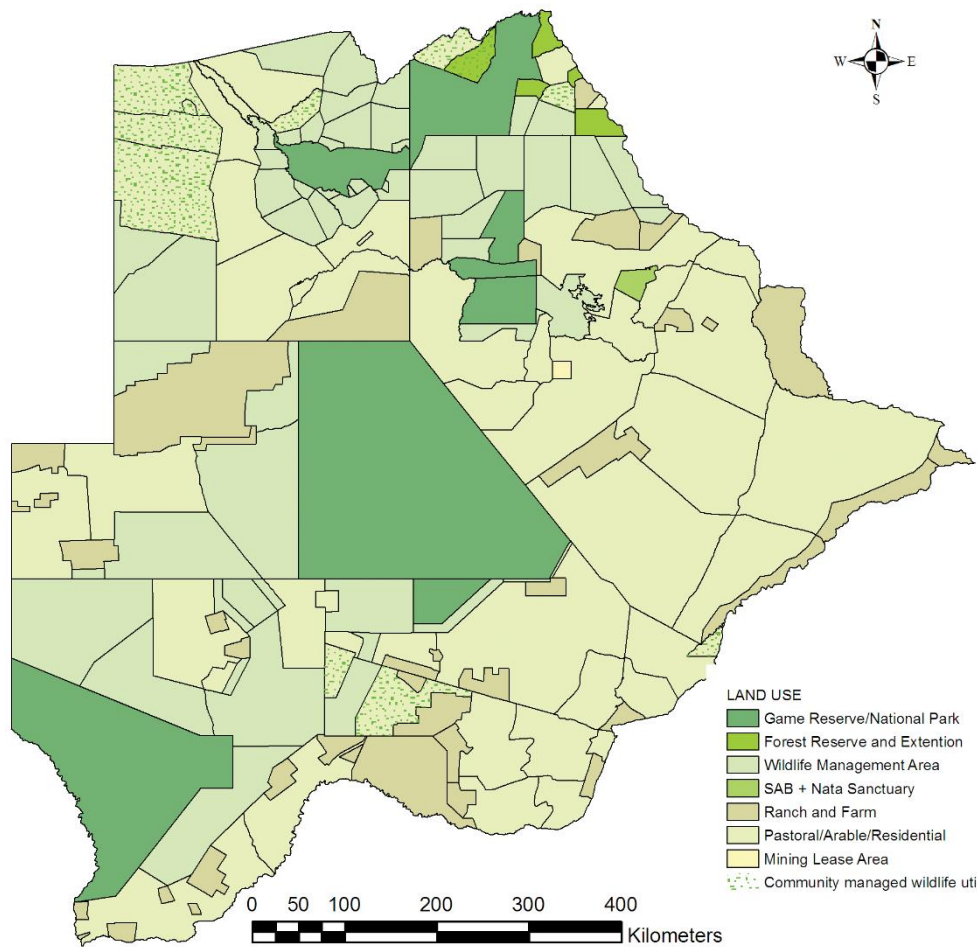 N
W E
S
LAND USE
Game Reserve/National Park
Forest Reserve and Extention
Wildlife Management Area
SAB + Nata Sanctuary
Ranch and Farm
Pastoral/Arable/Residential
Mining Lease Area
Community managed wildlife uti
0 50 100 200 300 400
Kilometers